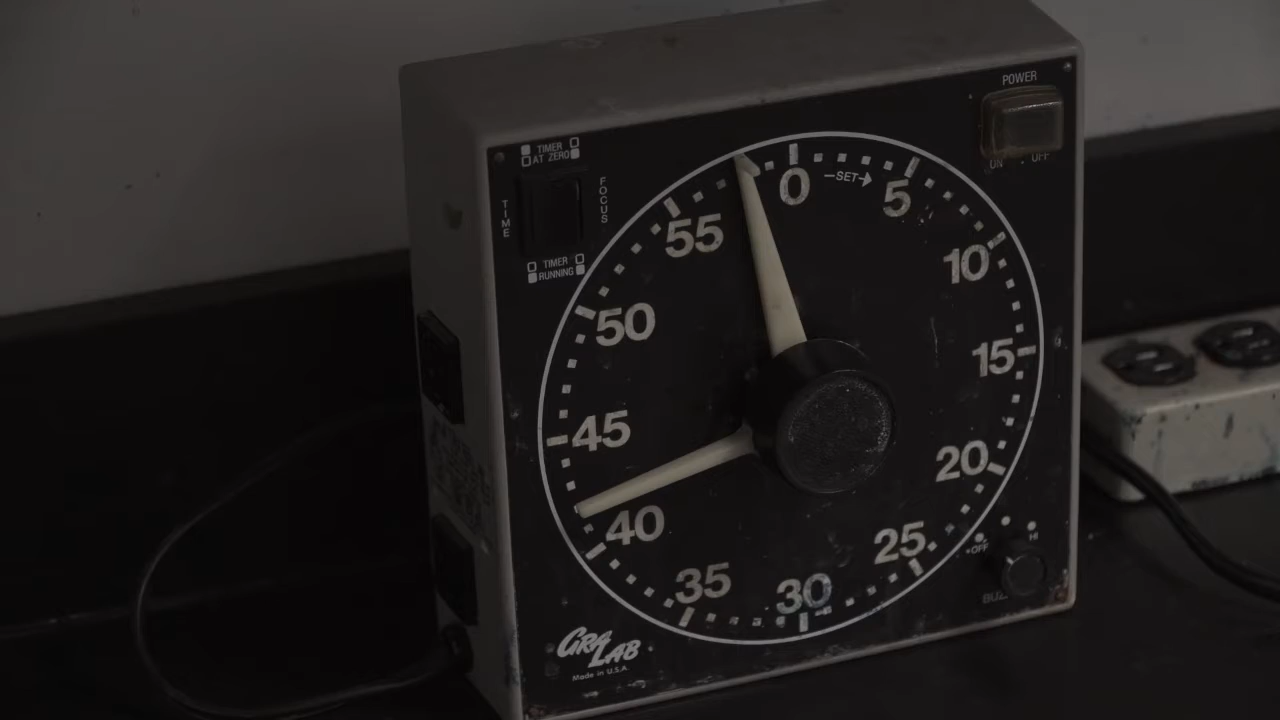 POWER
ON OFF
TIMER
AT ZERO
TIME
FOCUS
TIMER
RUNNING
0
SET
5
10
15
20
25
30
35
40
45
50
55
OFF
HI
GRALAB
Made in U.S.A.